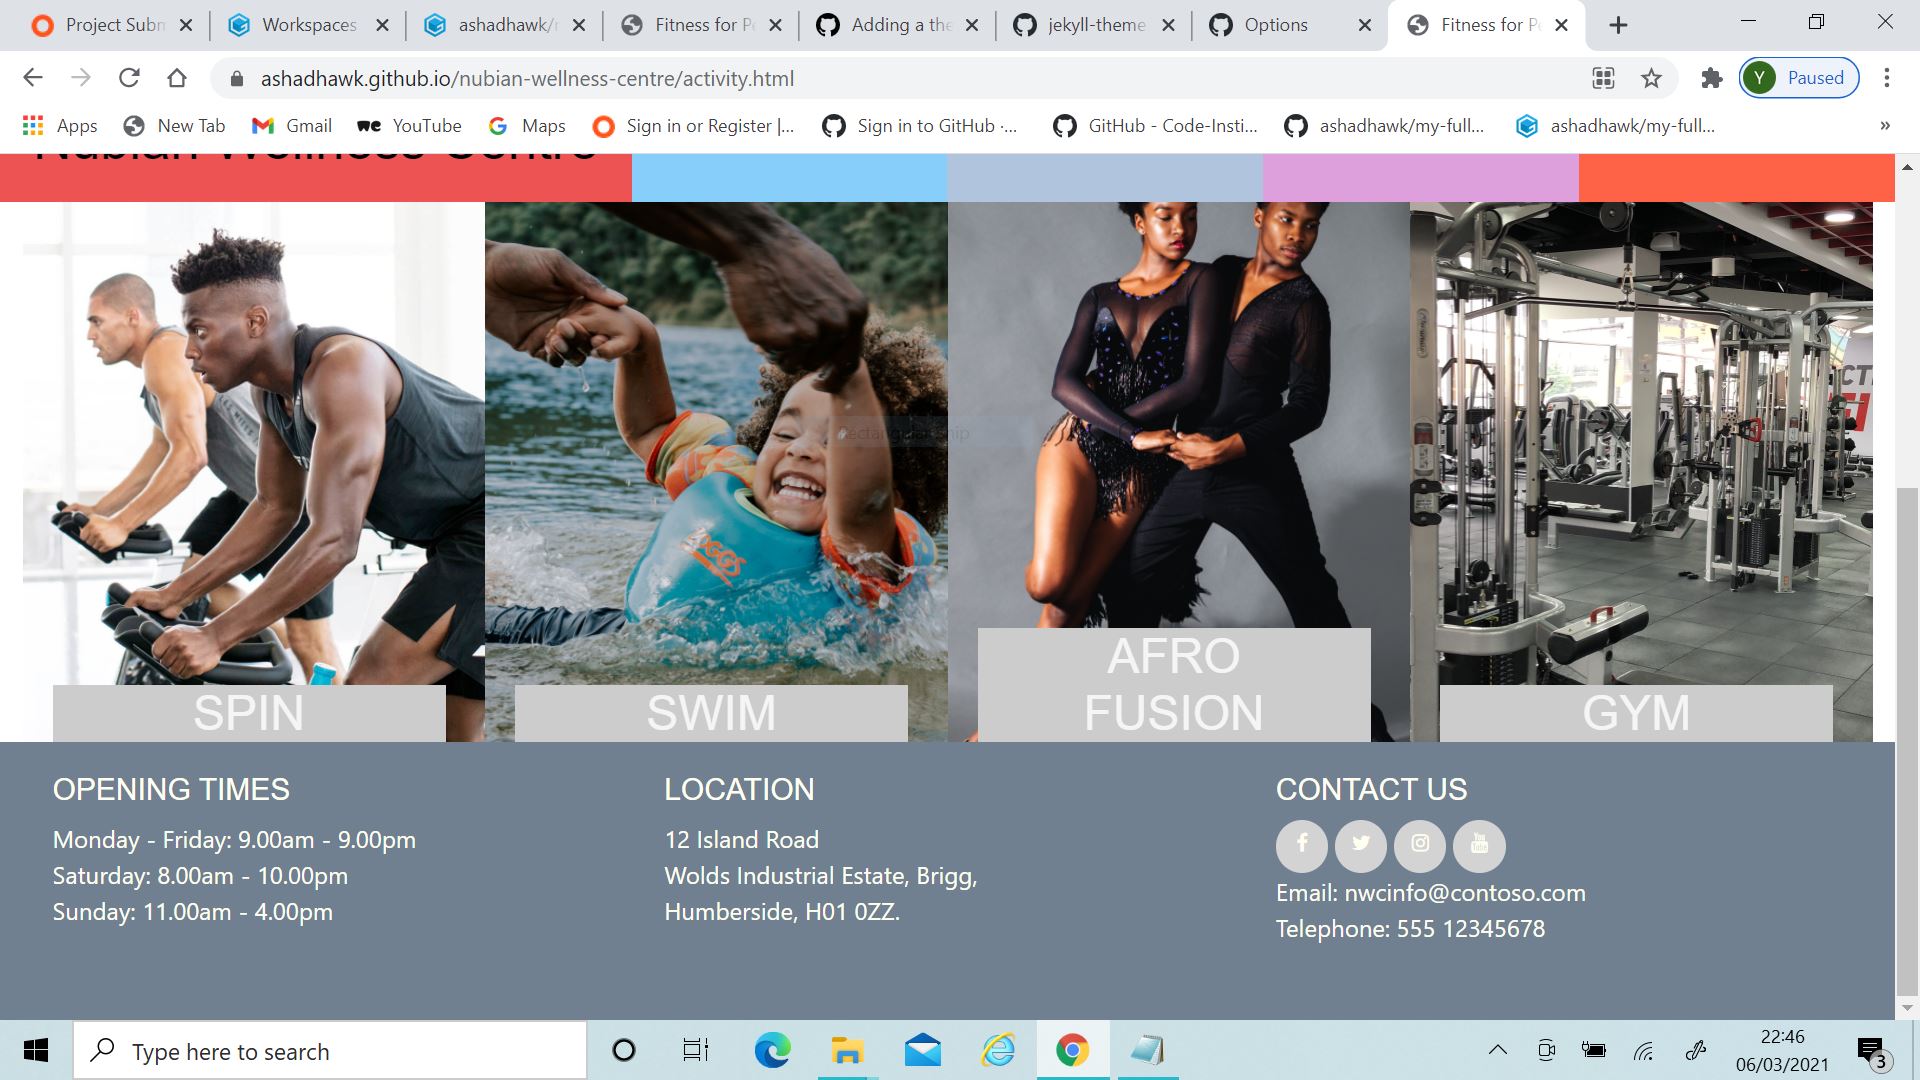 Project Subm
Workspaces
ashadhawk/r
Fitness for Pe
Adding a the
jekyll-theme
Options
Fitness for Pe
ashadhawk.github.io/nubian-wellness-centre/activity.html
Y Paused
Apps
New Tab
Gmail
YouTube
Maps
Sign in or Register |...
Sign in to GitHub ·...
GitHub - Code-Insti...
ashadhawk/my-full...
ashadhawk/my-full...
»
Nubian Wellness Centre
ZOGGS
SPIN
SWIM
AFRO
FUSION
GYM
OPENING TIMES
Monday - Friday: 9.00am - 9.00pm
Saturday: 8.00am - 10.00pm
Sunday: 11.00am - 4.00pm
LOCATION
12 Island Road
Wolds Industrial Estate, Brigg,
Humberside, H01 0ZZ.
CONTACT US
You
Tube
Email: nwcinfo@contoso.com
Telephone: 555 12345678
Type here to search
22:46
06/03/2021
3